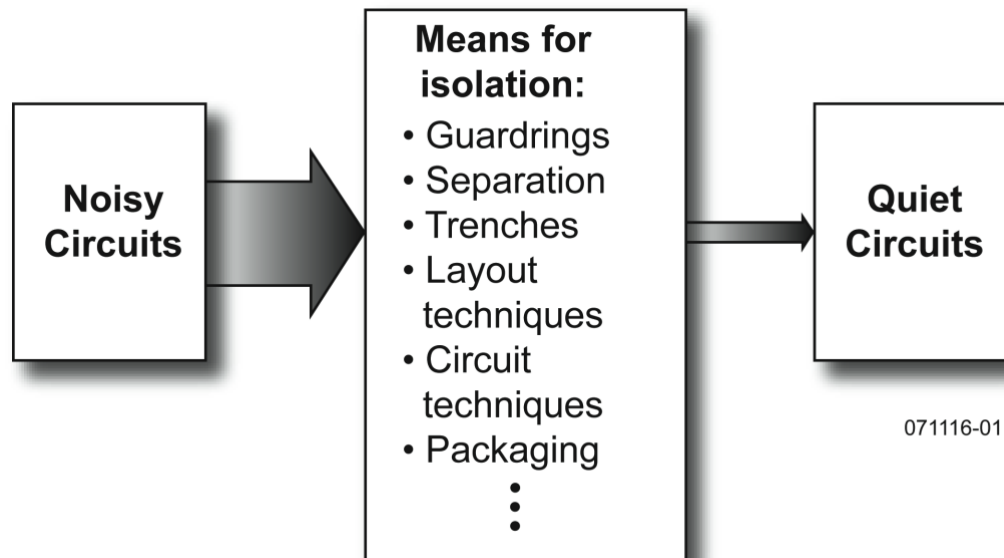 Noisy
Circuits
Means for
isolation:
• Guardrings
• Separation
• Trenches
• Layout
techniques
• Circuit
techniques
• Packaging
Quiet
Circuits
071116-01